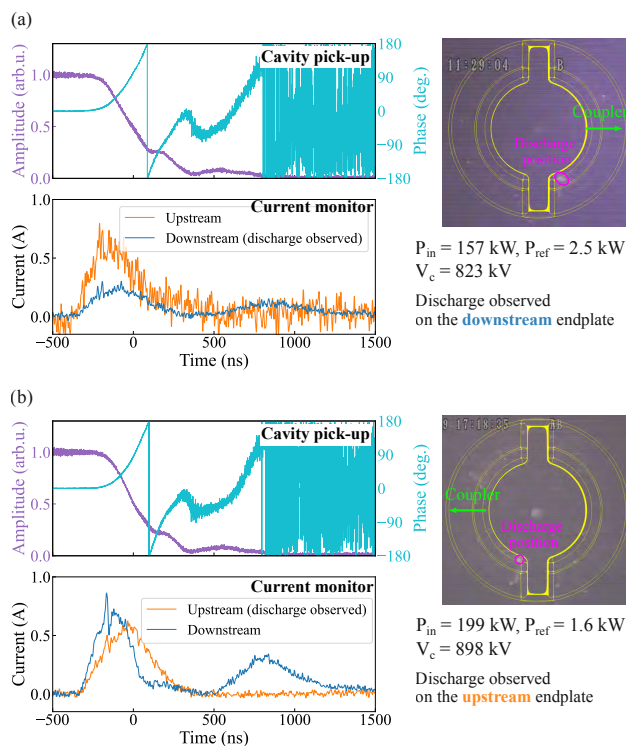 (a)
Cavity pick-up
Amplitude (arb.u.)
1.0
0.5
0.0
180
90
0
−90
−180
Phase (deg.)
11:29:04 B
Coupler
Discharge
position
Current monitor
Upstream
Downstream (discharge observed)
Current (A)
1.0
0.5
0.0
−500 0 500 1000 1500
Time (ns)
P_in = 157 kW, P_ref = 2.5 kW
V_c = 823 kV
Discharge observed
on the downstream endplate
(b)
Cavity pick-up
Amplitude (arb.u.)
1.0
0.5
0.0
180
90
0
−90
−180
Phase (deg.)
9 17:18:35 AB
Coupler
Discharge
position
Current monitor
Upstream (discharge observed)
Downstream
Current (A)
1.0
0.5
0.0
−500 0 500 1000 1500
Time (ns)
P_in = 199 kW, P_ref = 1.6 kW
V_c = 898 kV
Discharge observed
on the upstream endplate